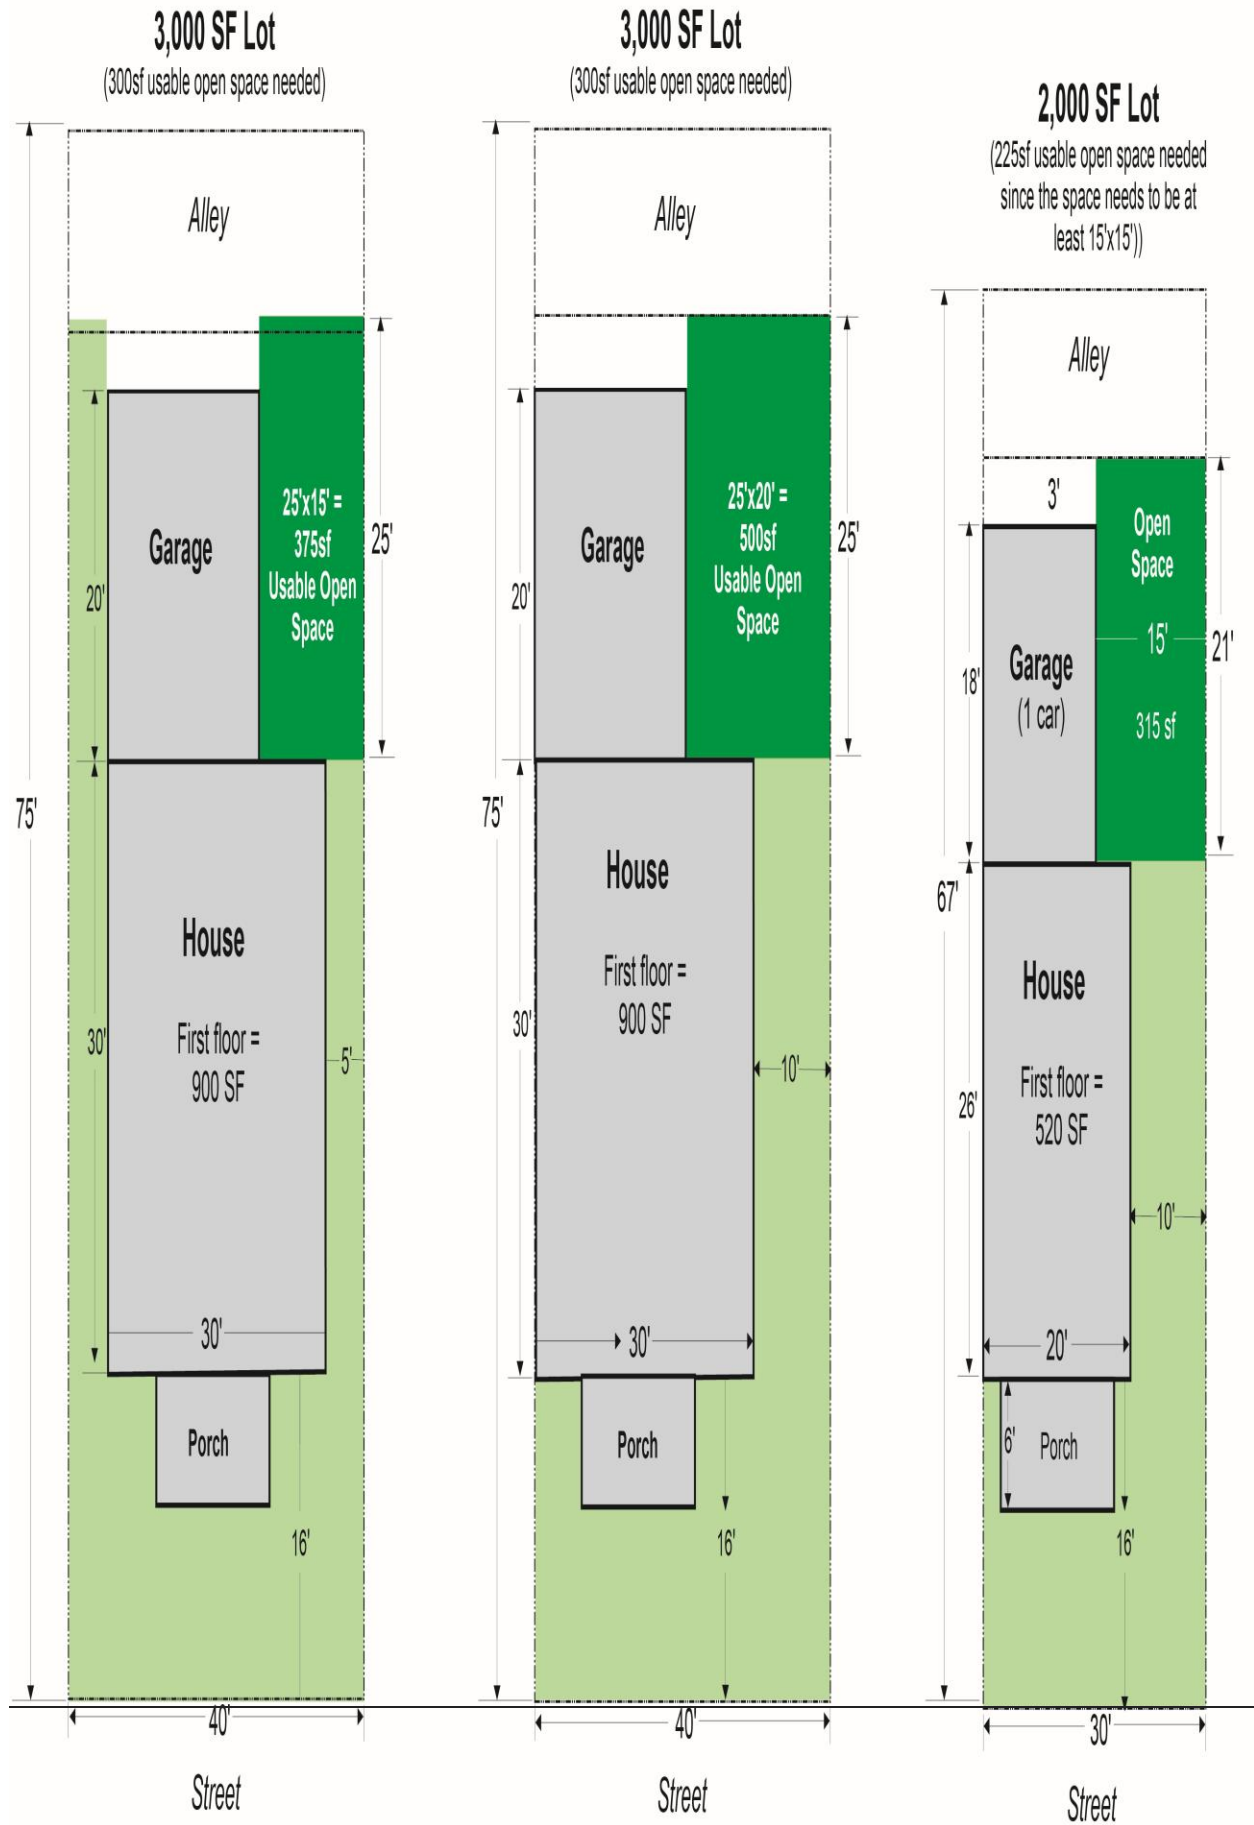 3,000 SF Lot
(300sf usable open space needed)
Alley
20'
Garage
25'x15' =
375sf
Usable Open
Space
25'
75'
House
First floor =
900 SF
30'
5'
30'
Porch
16'
40'
Street
3,000 SF Lot
(300sf usable open space needed)
Alley
20'
Garage
25'x20' =
500sf
Usable Open
Space
25'
75'
House
First floor =
900 SF
30'
10'
30'
Porch
16'
40'
Street
2,000 SF Lot
(225sf usable open space needed
since the space needs to be at
least 15'x15'))
Alley
3'
Open
Space
15'
21'
18'
Garage
(1 car)
315 sf
67'
House
First floor =
520 SF
26'
10'
20'
6'
Porch
16'
30'
Street